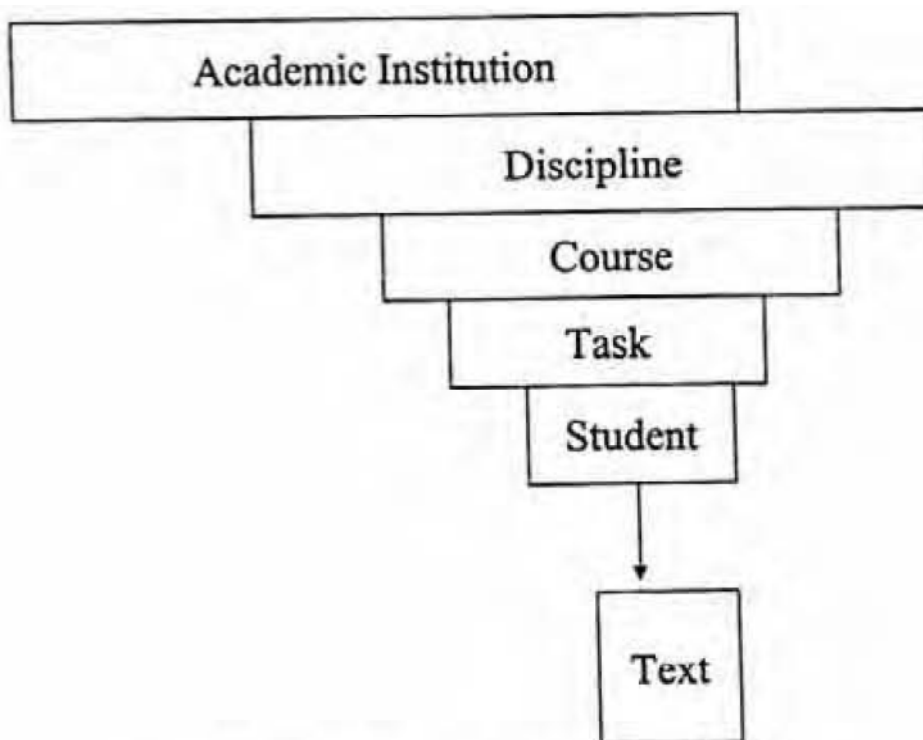 Academic Institution
Discipline
Course
Task
Student
Text